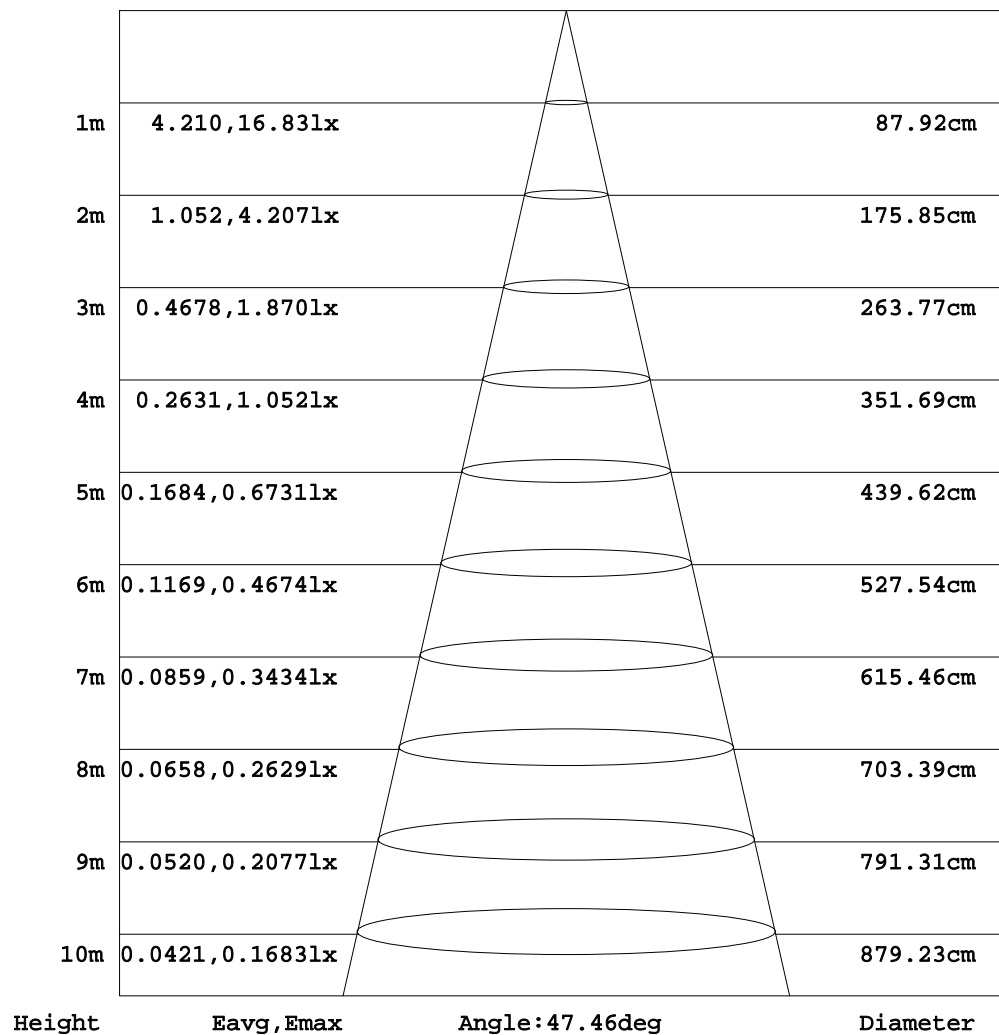 1m 4.210,16.83lx 87.92cm
2m 1.052,4.207lx 175.85cm
3m 0.4678,1.870lx 263.77cm
4m 0.2631,1.052lx 351.69cm
5m 0.1684,0.6731lx 439.62cm
6m 0.1169,0.4674lx 527.54cm
7m 0.0859,0.3434lx 615.46cm
8m 0.0658,0.2629lx 703.39cm
9m 0.0520,0.2077lx 791.31cm
10m 0.0421,0.1683lx 879.23cm
Height Eavg,Emax Angle:47.46deg Diameter